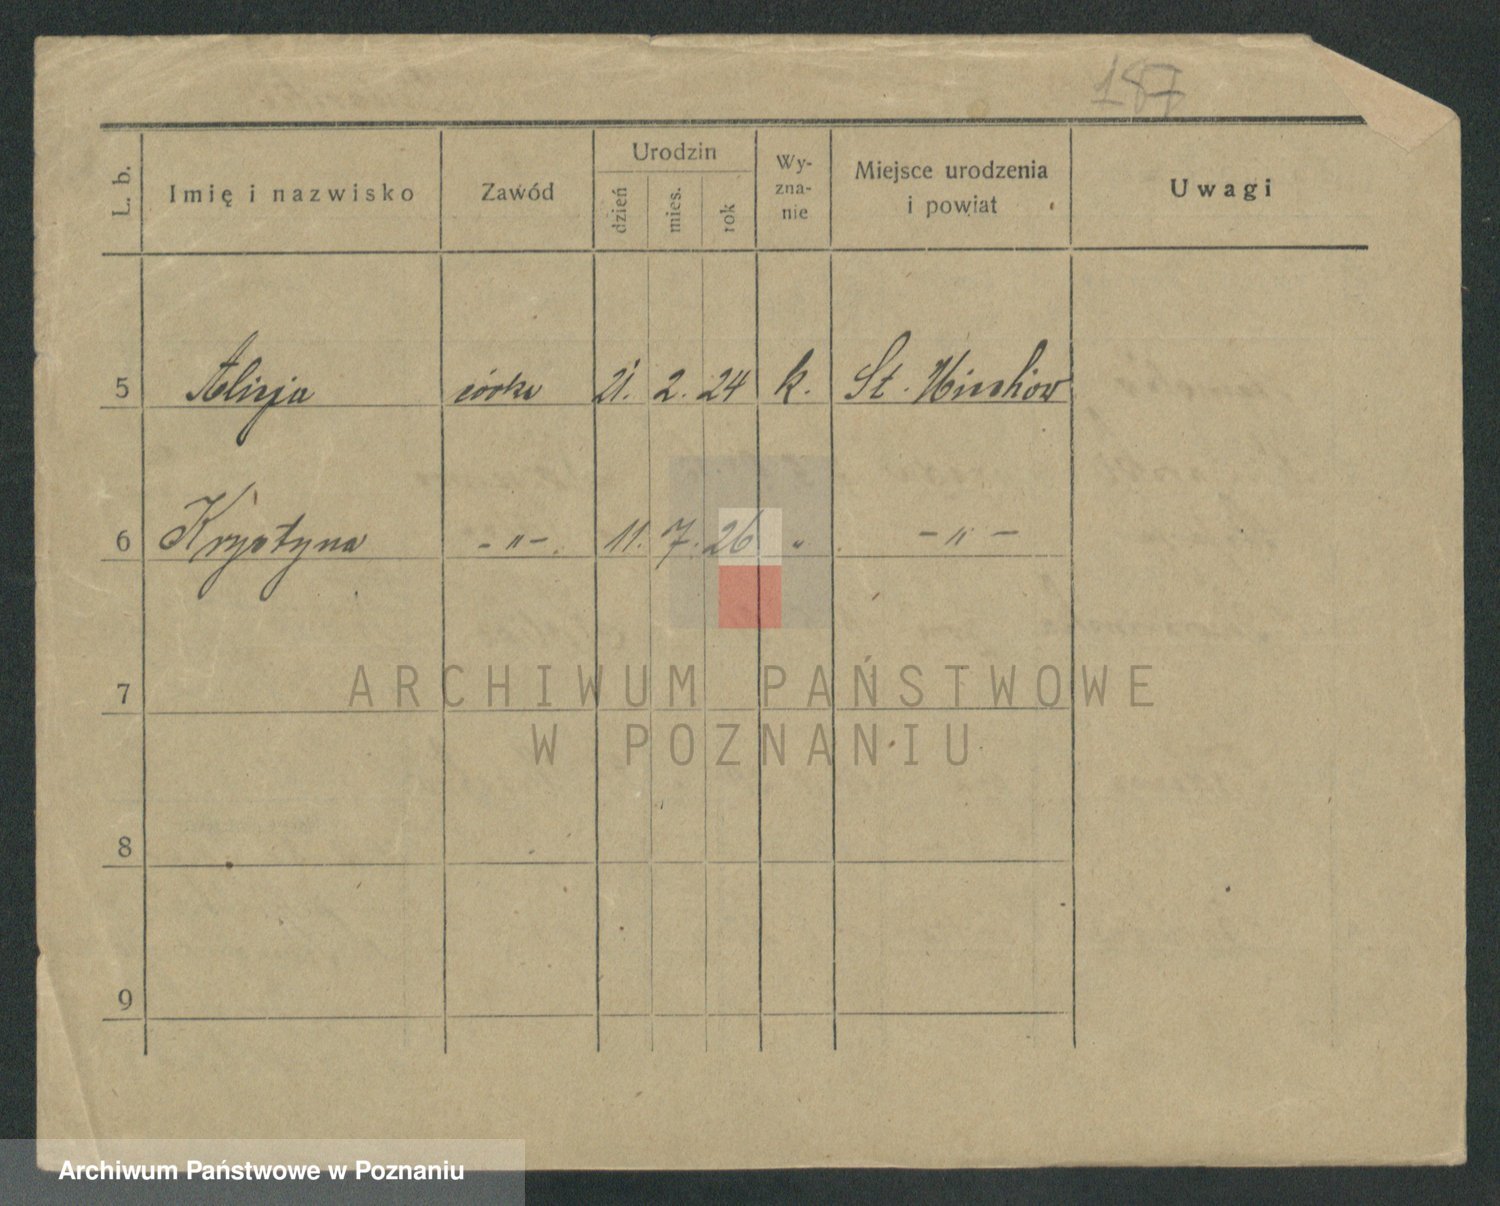 187
L. b.
Imię i nazwisko
Zawód
Urodzin
dzień
mies.
rok
Wy-
zna-
nie
Miejsce urodzenia
i powiat
Uwagi
5 Alicja córka 21. 2. 24 k. St.
6 Krystyna - " - . 11. 7. 26 " . - " -
7
8
9
ARCHIWUM PAŃSTWOWE
W POZNANIU
Archiwum Państwowe w Poznaniu